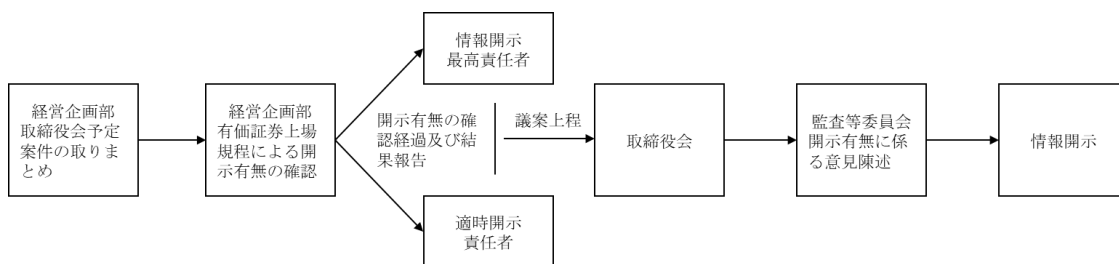 経営企画部
取締役会予定
案件の取りま
とめ
経営企画部
有価証券上場
規程による開
示有無の確認
情報開示
最高責任者
開示有無の確
認経過及び結
果報告
適時開示
責任者
議案上程
取締役会
監査等委員会
開示有無に係
る意見陳述
情報開示